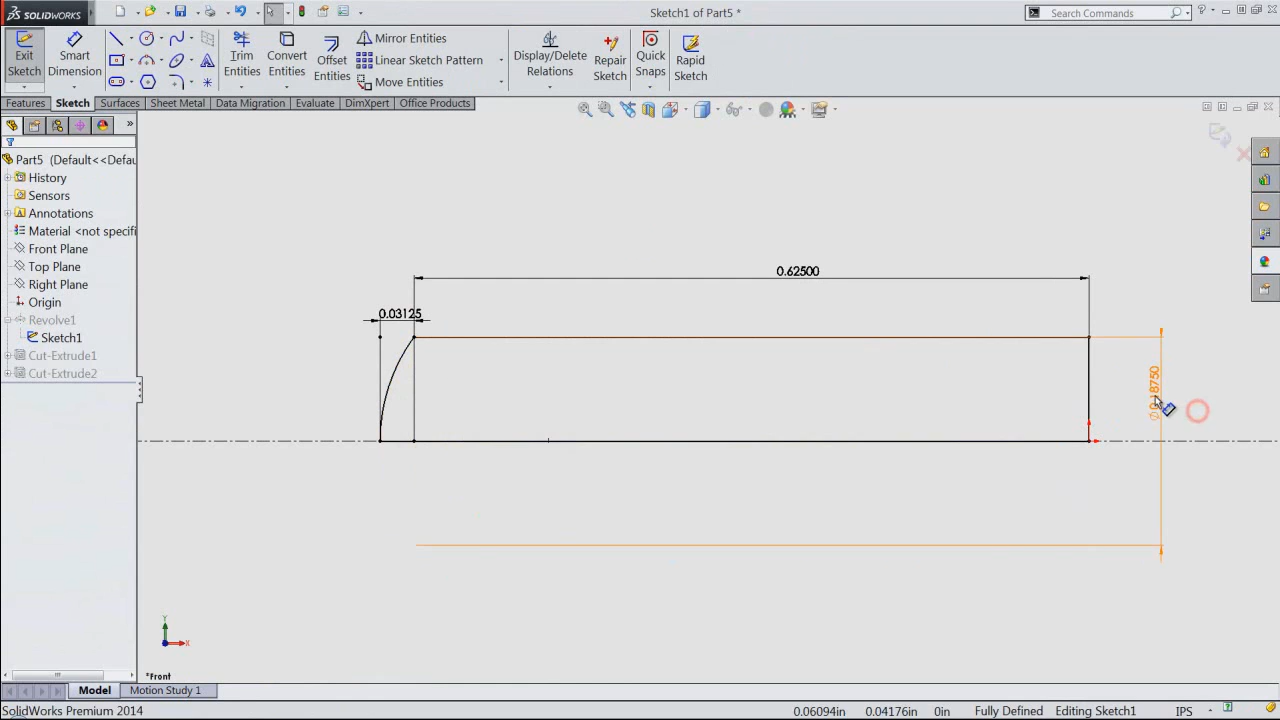 SOLIDWORKS
Sketch1 of Part5 *
Search Commands
Exit Sketch
Smart Dimension
Trim Entities
Convert Entities
Offset Entities
Mirror Entities
Linear Sketch Pattern
Move Entities
Display/Delete Relations
Repair Sketch
Quick Snaps
Rapid Sketch
Features
Sketch
Surfaces
Sheet Metal
Data Migration
Evaluate
DimXpert
Office Products
Part5 (Default<<Defau
History
Sensors
Annotations
Material <not specifi
Front Plane
Top Plane
Right Plane
Origin
Revolve1
Sketch1
Cut-Extrude1
Cut-Extrude2
0.62500
0.03125
∅0.18750
Y
X
*Front
Model
Motion Study 1
SolidWorks Premium 2014
0.06094in
0.04176in
0in
Fully Defined
Editing Sketch1
IPS